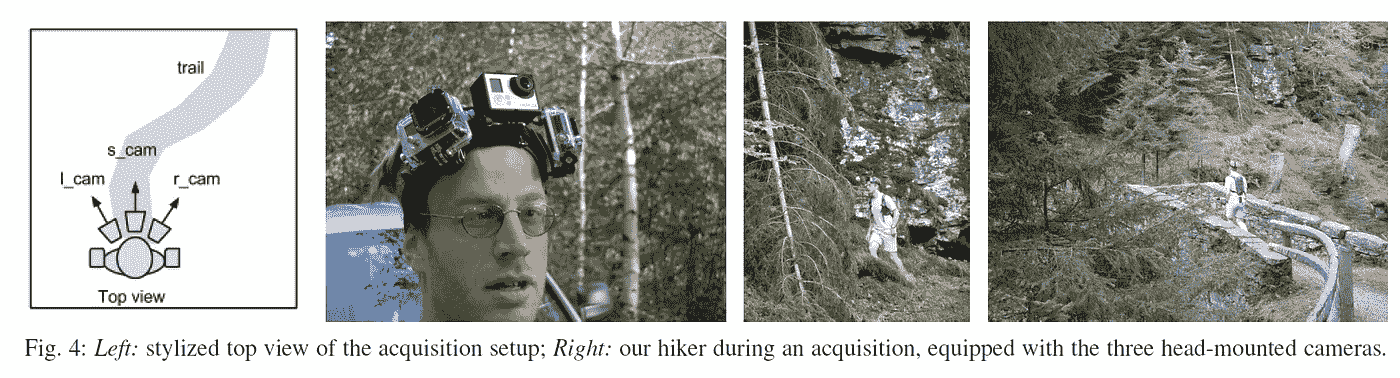 trail
s_cam
l_cam
r_cam
Top view
Fig. 4: Left: stylized top view of the acquisition setup; Right: our hiker during an acquisition, equipped with the three head-mounted cameras.